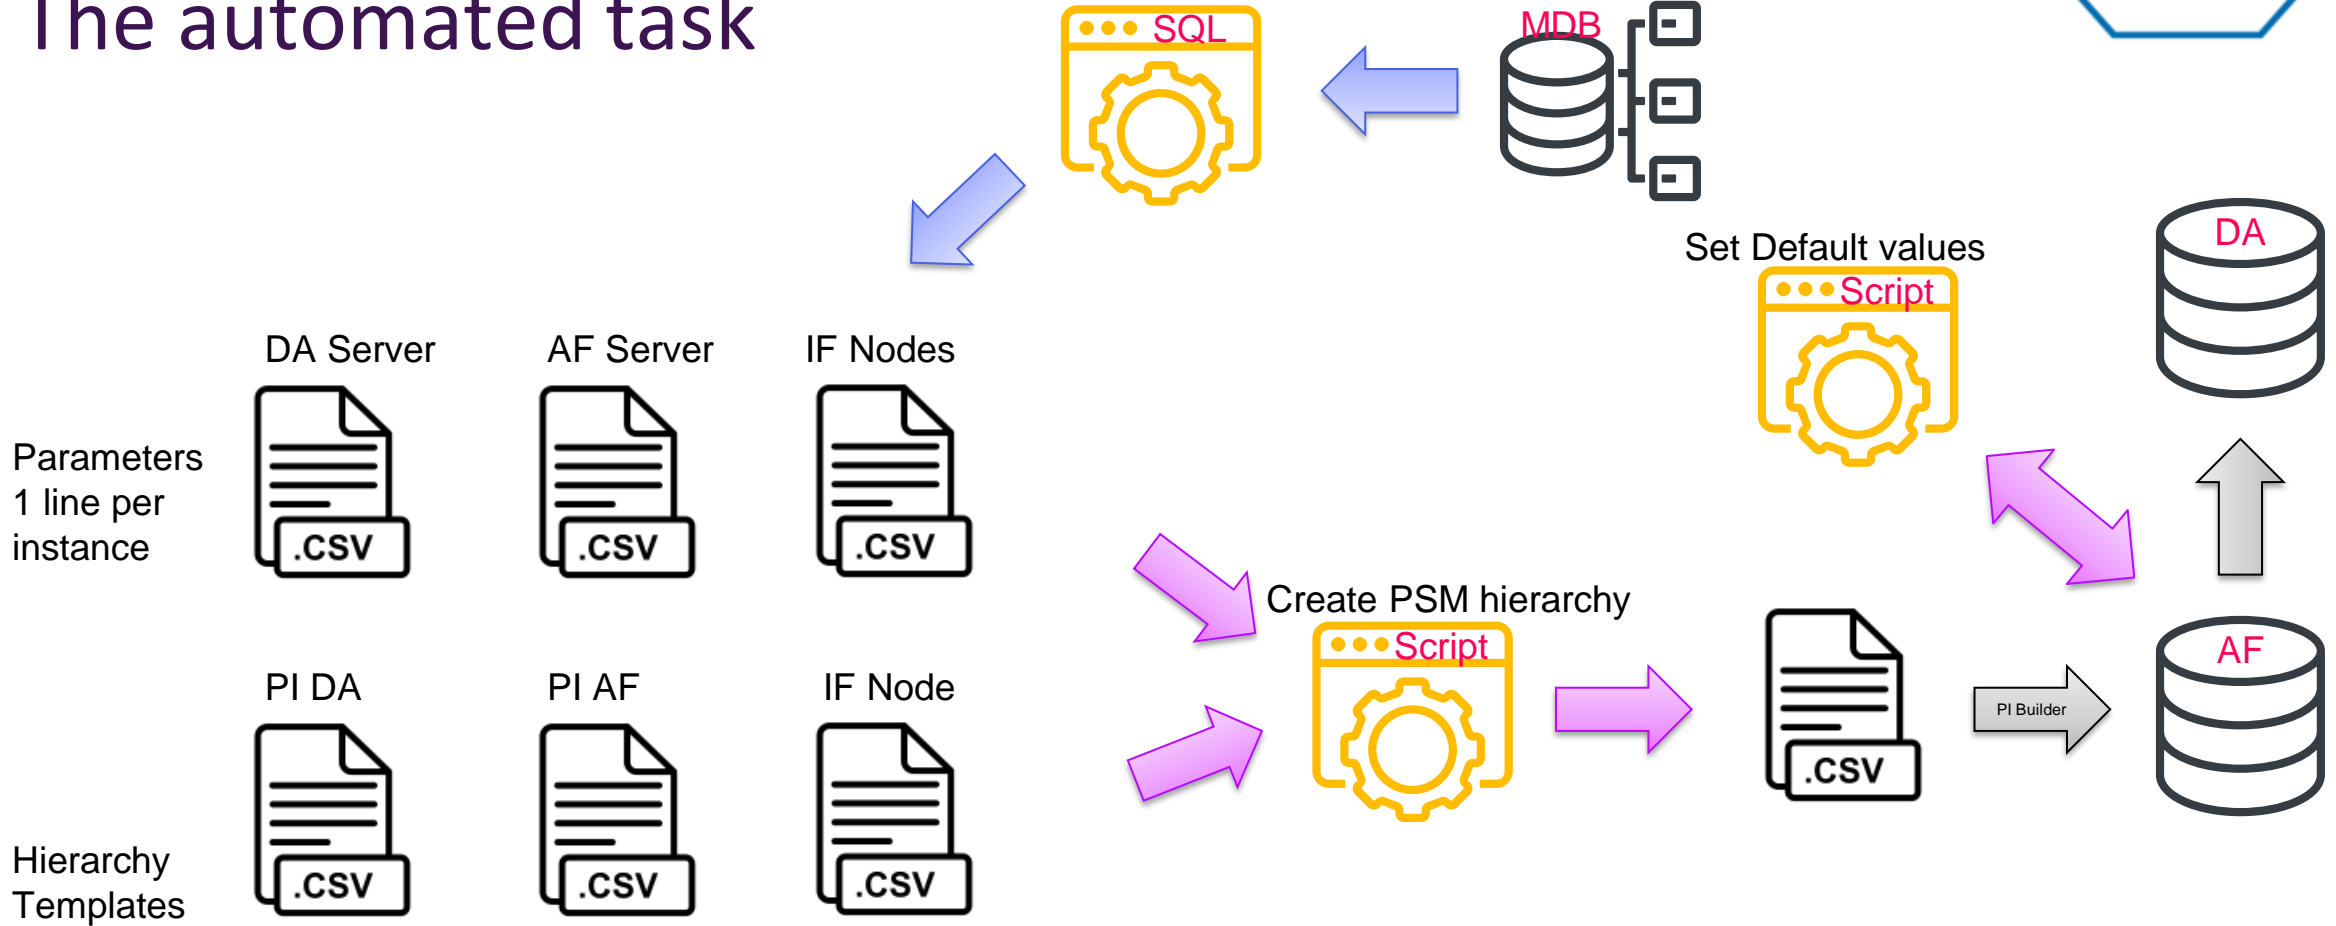 The automated task
SQL
MDB
Set Default values
Script
DA
DA Server
AF Server
IF Nodes
Parameters
1 line per
instance
.CSV
.CSV
.CSV
Create PSM hierarchy
Script
PI DA
PI AF
IF Node
Hierarchy
Templates
.CSV
.CSV
.CSV
.CSV
PI Builder
AF